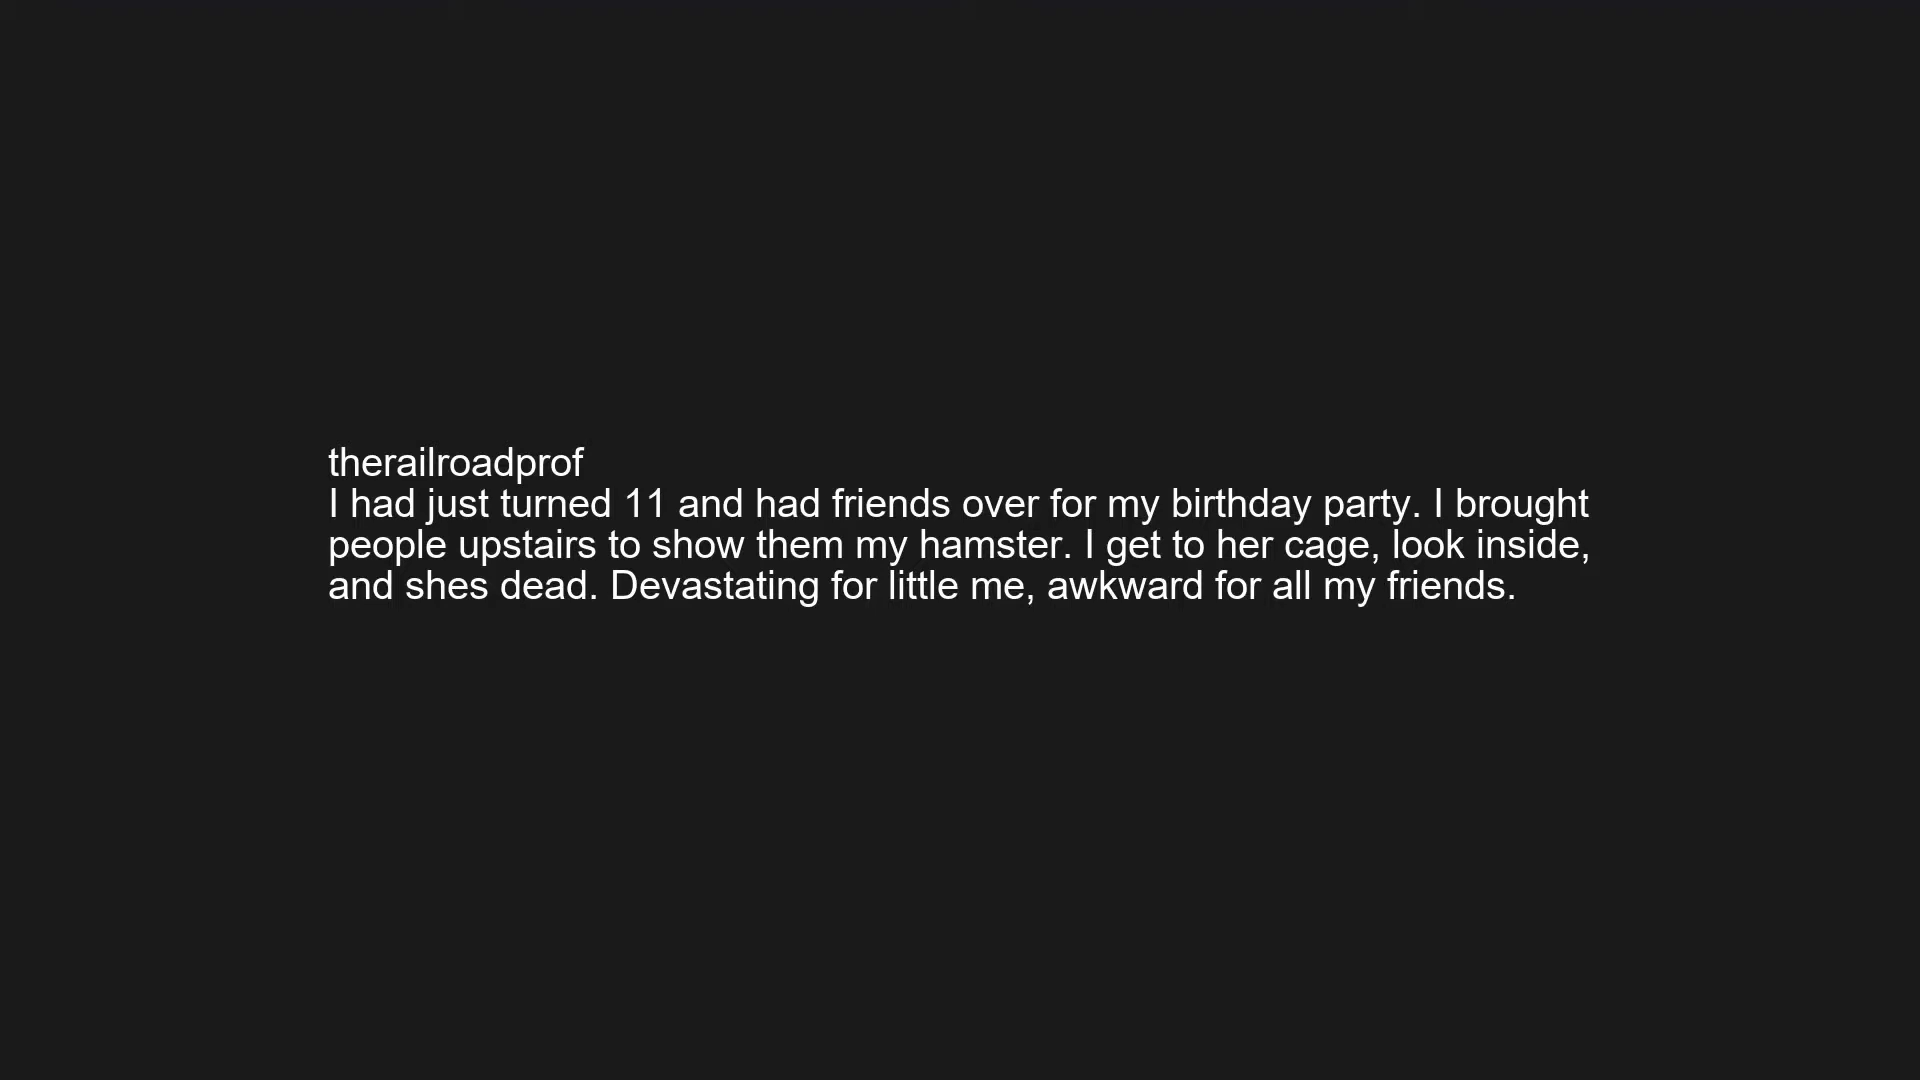 therailroadprof
I had just turned 11 and had friends over for my birthday party. I brought
people upstairs to show them my hamster. I get to her cage, look inside,
and shes dead. Devastating for little me, awkward for all my friends.